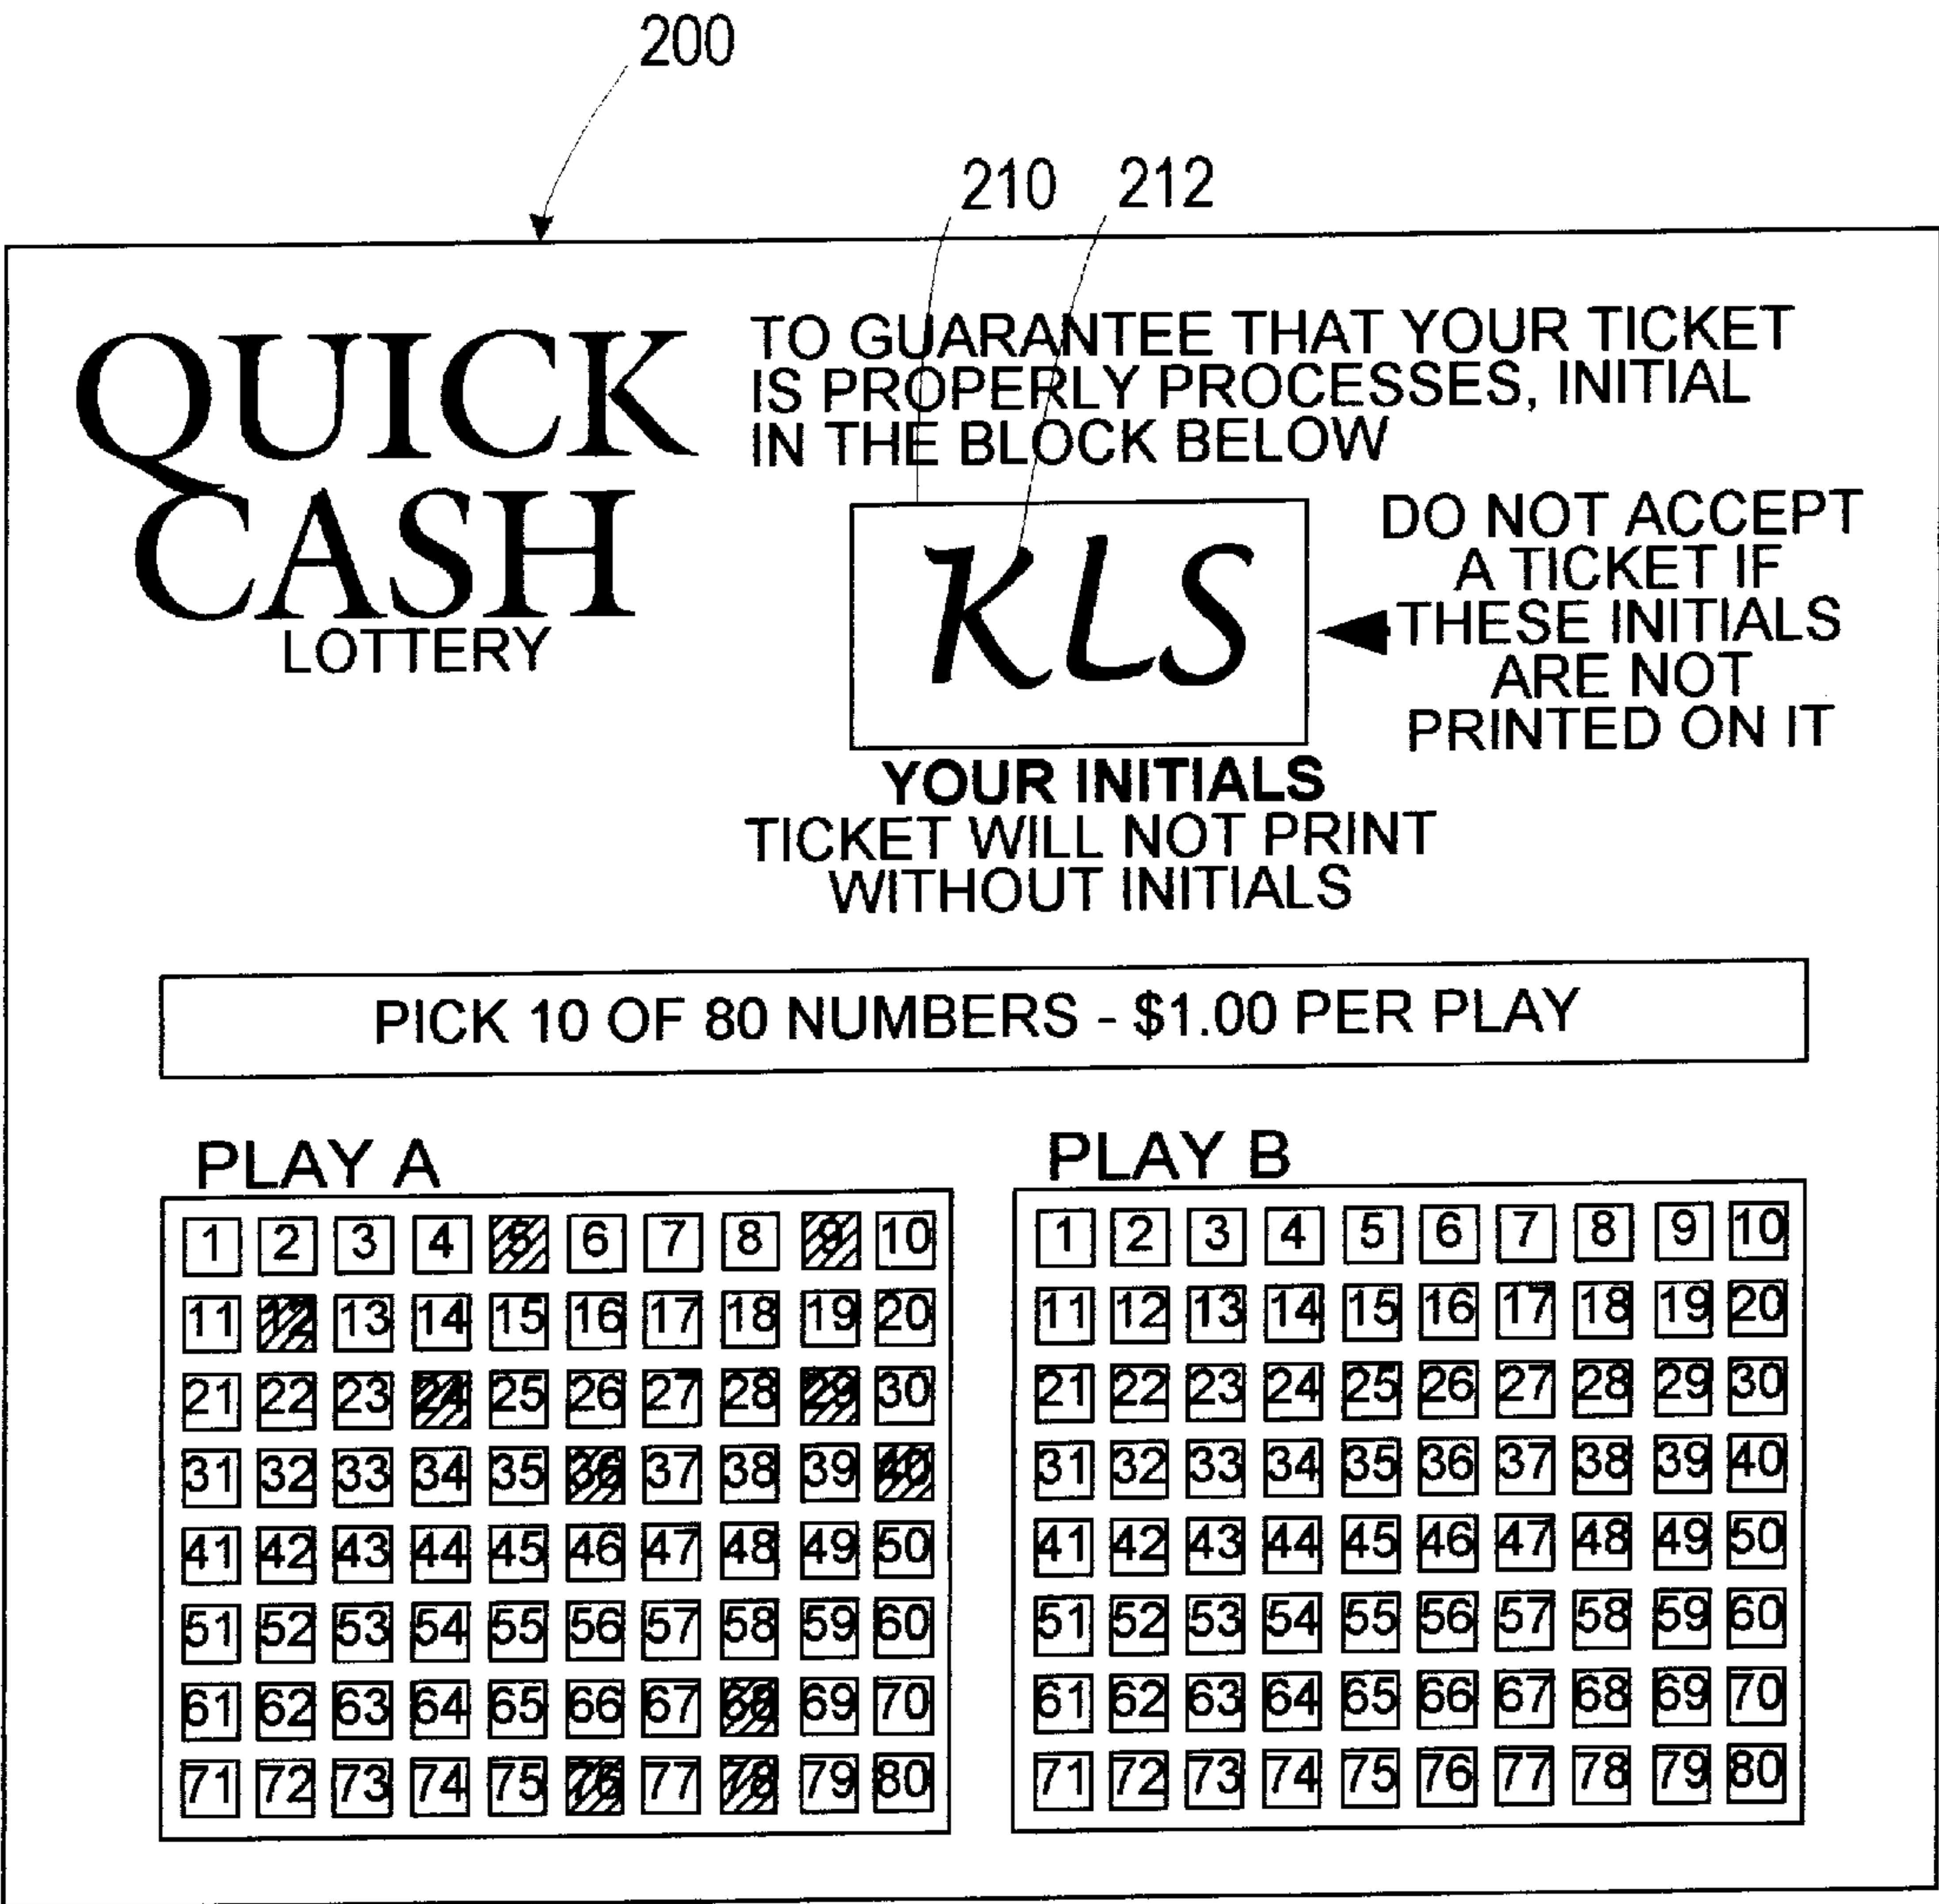 200
210 212
QUICK
CASH
LOTTERY
TO GUARANTEE THAT YOUR TICKET
IS PROPERLY PROCESSES, INITIAL
IN THE BLOCK BELOW
KLS
DO NOT ACCEPT
A TICKET IF
THESE INITIALS
ARE NOT
PRINTED ON IT
YOUR INITIALS
TICKET WILL NOT PRINT
WITHOUT INITIALS
PICK 10 OF 80 NUMBERS - $1.00 PER PLAY
PLAY A
1 2 3 4 5 6 7 8 9 10
11 12 13 14 15 16 17 18 19 20
21 22 23 24 25 26 27 28 29 30
31 32 33 34 35 36 37 38 39 40
41 42 43 44 45 46 47 48 49 50
51 52 53 54 55 56 57 58 59 60
61 62 63 64 65 66 67 68 69 70
71 72 73 74 75 76 77 78 79 80
PLAY B
1 2 3 4 5 6 7 8 9 10
11 12 13 14 15 16 17 18 19 20
21 22 23 24 25 26 27 28 29 30
31 32 33 34 35 36 37 38 39 40
41 42 43 44 45 46 47 48 49 50
51 52 53 54 55 56 57 58 59 60
61 62 63 64 65 66 67 68 69 70
71 72 73 74 75 76 77 78 79 80